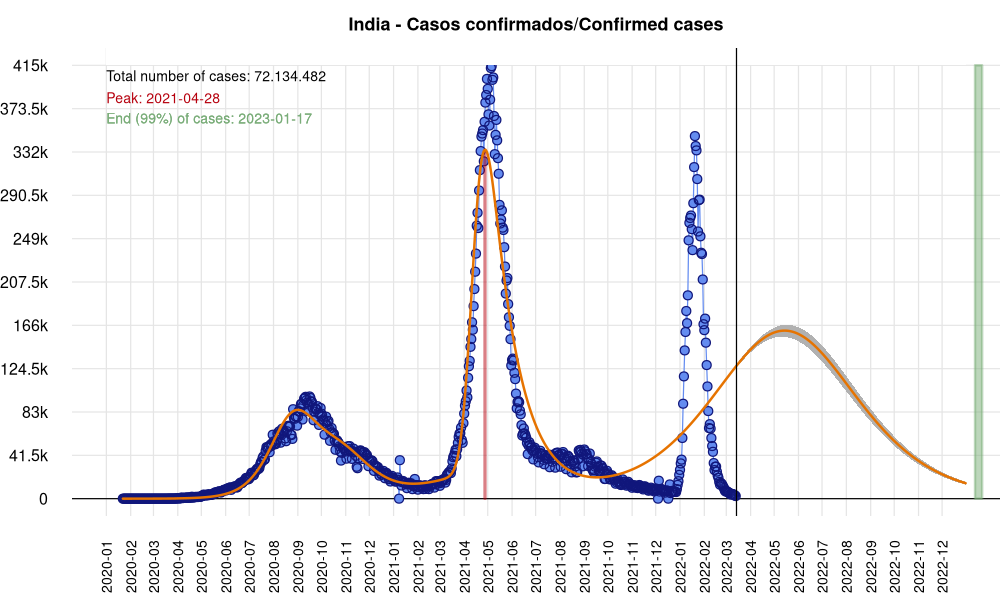 India - Casos confirmados/Confirmed cases
Total number of cases: 72.134.482
Peak: 2021-04-28
End (99%) of cases: 2023-01-17
415k
373.5k
332k
290.5k
249k
207.5k
166k
124.5k
83k
41.5k
0
2020-01
2020-02
2020-03
2020-04
2020-05
2020-06
2020-07
2020-08
2020-09
2020-10
2020-11
2020-12
2021-01
2021-02
2021-03
2021-04
2021-05
2021-06
2021-07
2021-08
2021-09
2021-10
2021-11
2021-12
2022-01
2022-02
2022-03
2022-04
2022-05
2022-06
2022-07
2022-08
2022-09
2022-10
2022-11
2022-12